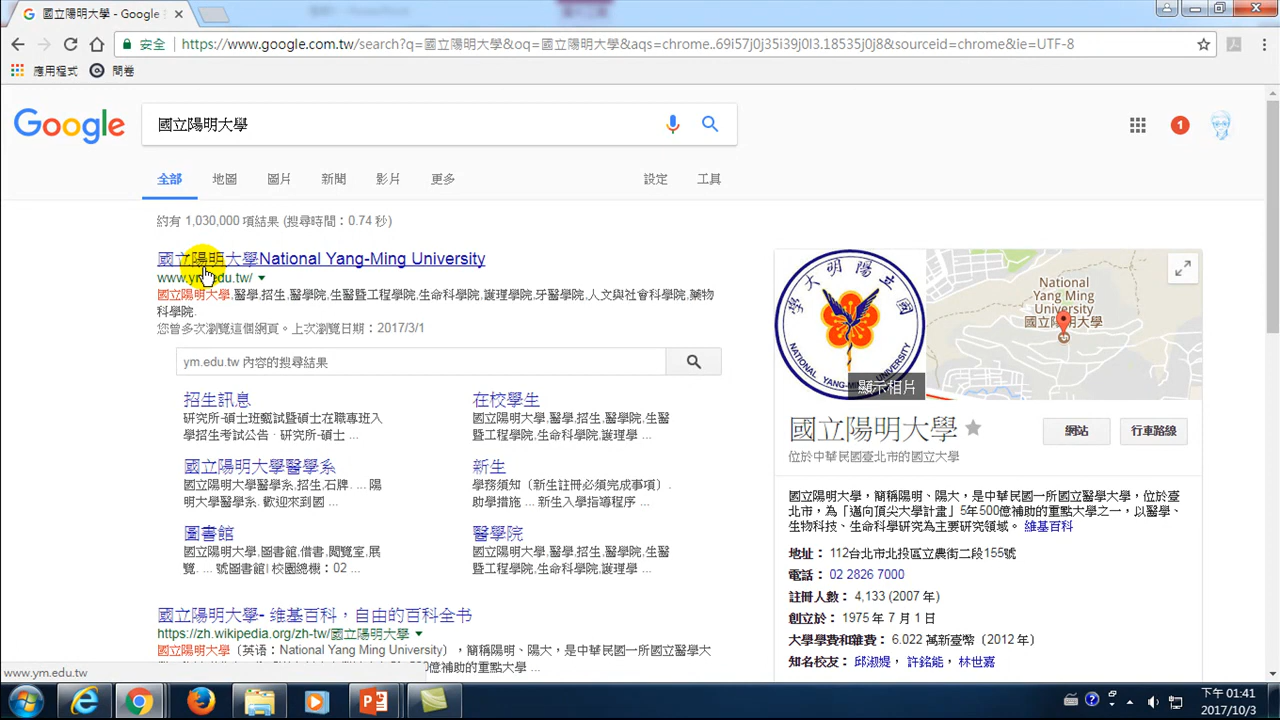 國立陽明大學 - Google
安全 https://www.google.com.tw/search?q=國立陽明大學&oq=國立陽明大學&aqs=chrome..69i57j0j35i39j0l3.18535j0j8&sourceid=chrome&ie=UTF-8
應用程式 問卷
Google 國立陽明大學 1
全部 地圖 圖片 新聞 影片 更多 設定 工具
約有 1,030,000 項結果 (搜尋時間：0.74 秒)
國立陽明大學National Yang-Ming University
www.ym.edu.tw/
國立陽明大學,醫學,招生,醫學院,生醫暨工程學院,生命科學院,護理學院,牙醫學院,人文與社會科學院,藥物
科學院.
您曾多次瀏覽這個網頁。上次瀏覽日期：2017/3/1
ym.edu.tw 內容的搜尋結果
招生訊息
研究所-碩士班甄試暨碩士在職專班入
學招生考試公告 · 研究所-碩士 ...
在校學生
國立陽明大學,醫學,招生,醫學院,生醫
暨工程學院,生命科學院,護理學 ...
國立陽明大學醫學系
國立陽明大學醫學系,招生,石牌. ... 陽
明大學醫學系. 歡迎來到國 ...
新生
學務須知〔新生註冊必須完成事項〕.
助學措施 ... 新生入學指導程序 ...
圖書館
國立陽明大學,圖書館,借書,閱覽室,展
覽. ... 號圖書館| 校園總機：02 ...
醫學院
國立陽明大學,醫學,招生,醫學院,生醫
暨工程學院,生命科學院,護理學 ...
國立陽明大學- 维基百科，自由的百科全书
https://zh.wikipedia.org/zh-tw/國立陽明大學
國立陽明大學〔英语：National Yang Ming University〕，簡稱陽明、陽大，是中華民國一所國立醫學大
億補助的重點大學之一 ...
www.ym.edu.tw
國立陽明大學
NATIONAL YANG-MING UNIVERSITY
顯示相片
National
Yang Ming
University
國立陽明大學
國立陽明大學
網站 行車路線
位於中華民國臺北市的國立大學
國立陽明大學，簡稱陽明、陽大，是中華民國一所國立醫學大學，位於臺
北市，為「邁向頂尖大學計畫」5年500億補助的重點大學之一，以醫學、
生物科技、生命科學研究為主要研究領域。 維基百科
地址： 112台北市北投區立農街二段155號
電話： 02 2826 7000
註冊人數： 4,133 (2007 年)
創立於： 1975 年 7 月 1 日
大學學費和雜費： 6.022 萬新臺幣〔2012 年〕
知名校友： 邱淑媞， 許銘能， 林世嘉
下午 01:41
2017/10/3